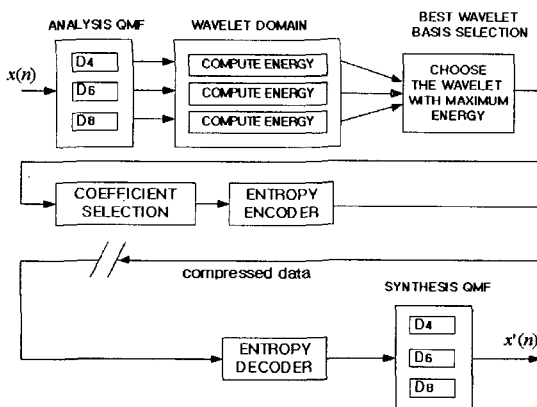 ANALYSIS QMF
WAVELET DOMAIN
BEST WAVELET
BASIS SELECTION
x(n)
D4
D6
D8
COMPUTE ENERGY
COMPUTE ENERGY
COMPUTE ENERGY
CHOOSE
THE WAVELET
WITH MAXIMUM
ENERGY
COEFFICIENT
SELECTION
ENTROPY
ENCODER
compressed data
SYNTHESIS QMF
ENTROPY
DECODER
D4
D6
D8
x'(n)